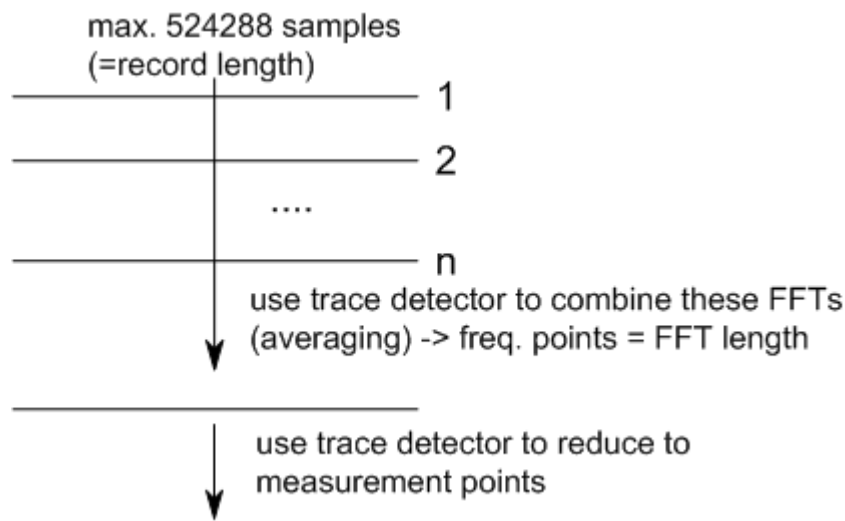 max. 524288 samples
(=record length)
1
2
....
n
use trace detector to combine these FFTs
(averaging) -> freq. points = FFT length
use trace detector to reduce to
measurement points